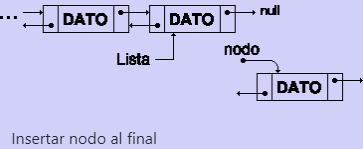 ... DATO DATO null
Lista nodo
DATO
Insertar nodo al final